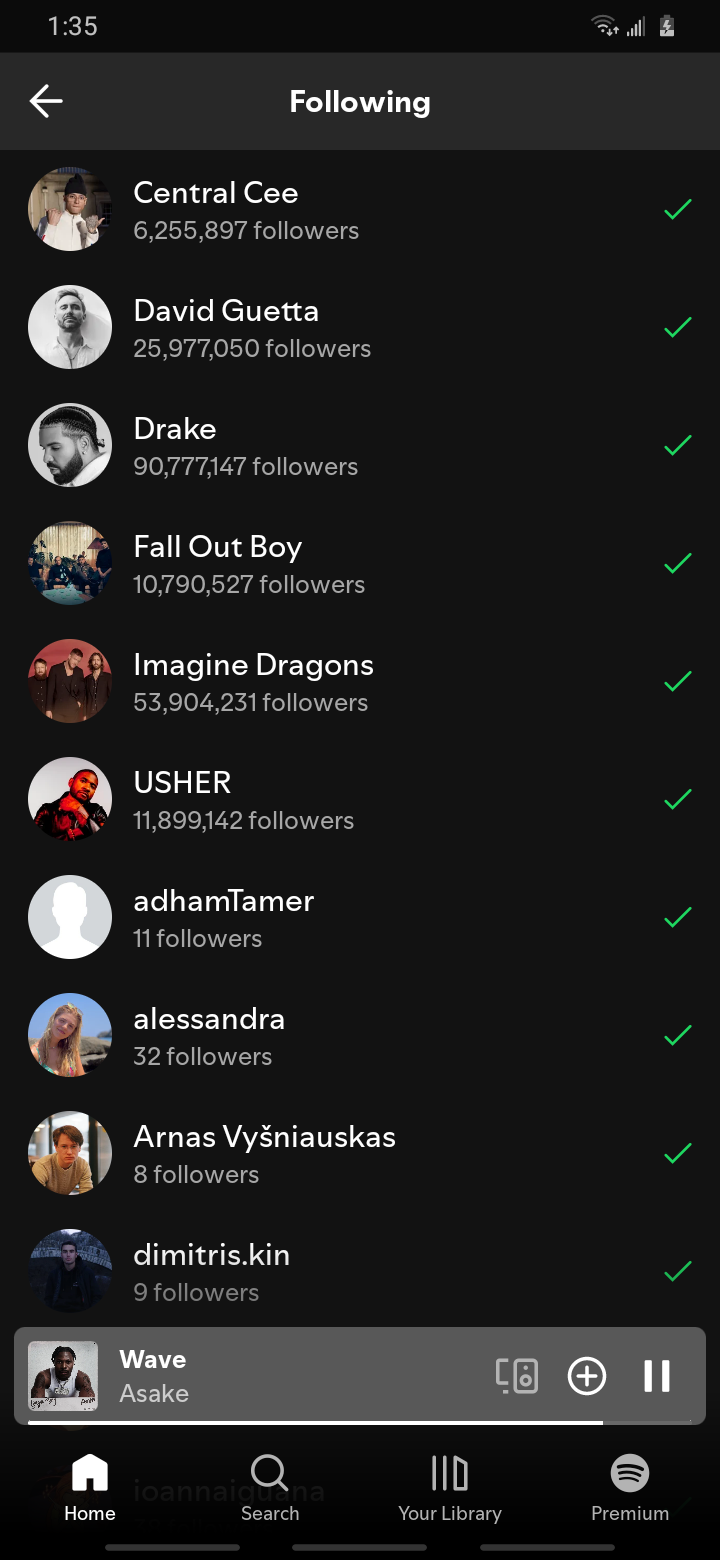 1:35
Following
Central Cee
6,255,897 followers
David Guetta
25,977,050 followers
Drake
90,777,147 followers
Fall Out Boy
10,790,527 followers
Imagine Dragons
53,904,231 followers
USHER
11,899,142 followers
adhamTamer
11 followers
alessandra
32 followers
Arnas Vyšniauskas
8 followers
dimitris.kin
9 followers
Wave
Asake
ioannaiguana
Home
Search
Your Library
Premium